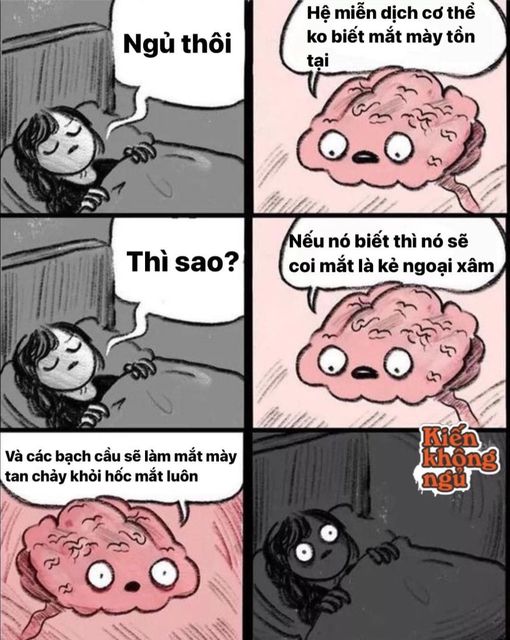 Ngủ thôi
Hệ miễn dịch cơ thể
ko biết mắt mày tồn
tại
Thì sao?
Nếu nó biết thì nó sẽ
coi mắt là kẻ ngoại xâm
Và các bạch cầu sẽ làm mắt mày
tan chảy khỏi hốc mắt luôn
Kiến
không
ngủ